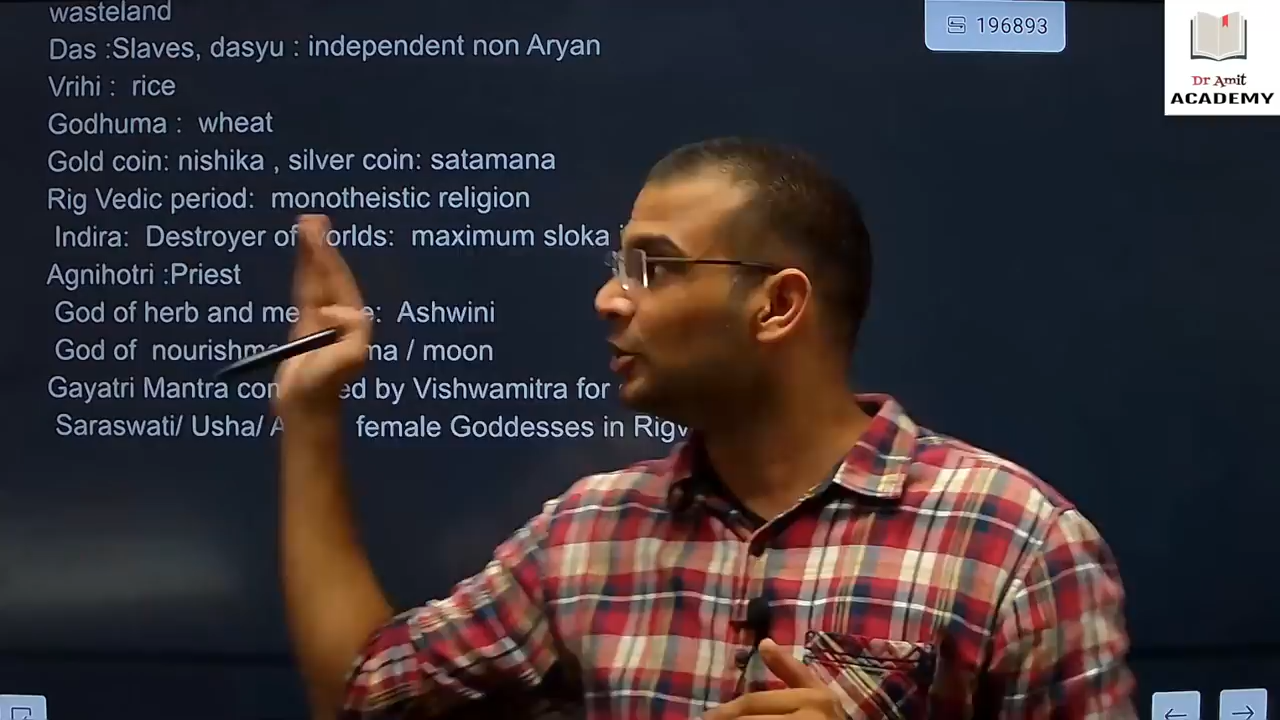 wasteland
Das :Slaves, dasyu : independent non Aryan
Vrihi : rice
Godhuma : wheat
Gold coin: nishika , silver coin: satamana
Rig Vedic period: monotheistic religion
Indira: Destroyer of orlds: maximum sloka
Agnihotri :Priest
God of herb and me e: Ashwini
God of nourishm ma / moon
Gayatri Mantra con ed by Vishwamitra for
Saraswati/ Usha/ A female Goddesses in Rigv
196893
Dr Amit
ACADEMY